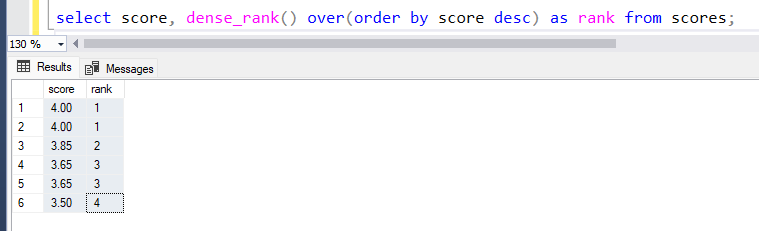 select score, dense_rank() over(order by score desc) as rank from scores;
130 %
Results Messages
score rank
1 4.00 1
2 4.00 1
3 3.85 2
4 3.65 3
5 3.65 3
6 3.50 4